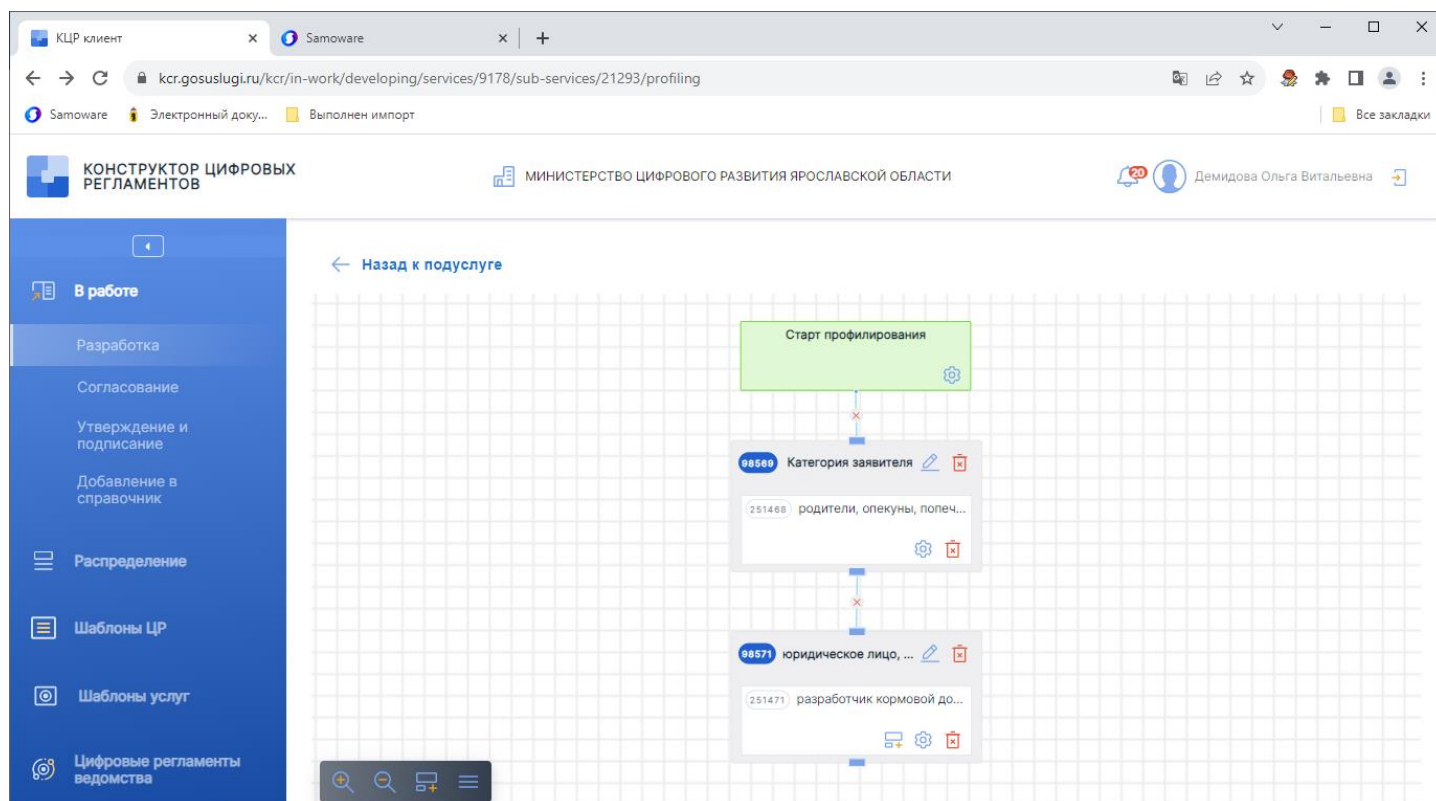 КЦР клиент
Samoware
kcr.gosuslugi.ru/kcr/in-work/developing/services/9178/sub-services/21293/profiling
Samoware
Электронный доку...
Выполнен импорт
Все закладки
КОНСТРУКТОР ЦИФРОВЫХ
РЕГЛАМЕНТОВ
МИНИСТЕРСТВО ЦИФРОВОГО РАЗВИТИЯ ЯРОСЛАВСКОЙ ОБЛАСТИ
20
Демидова Ольга Витальевна
Назад к подуслуге
В работе
Разработка
Согласование
Утверждение и
подписание
Добавление в
справочник
Распределение
Шаблоны ЦР
Шаблоны услуг
Цифровые регламенты
ведомства
Старт профилирования
98569 Категория заявителя
251468 родители, опекуны, попеч...
98571 юридическое лицо, ...
251471 разработчик кормовой до...